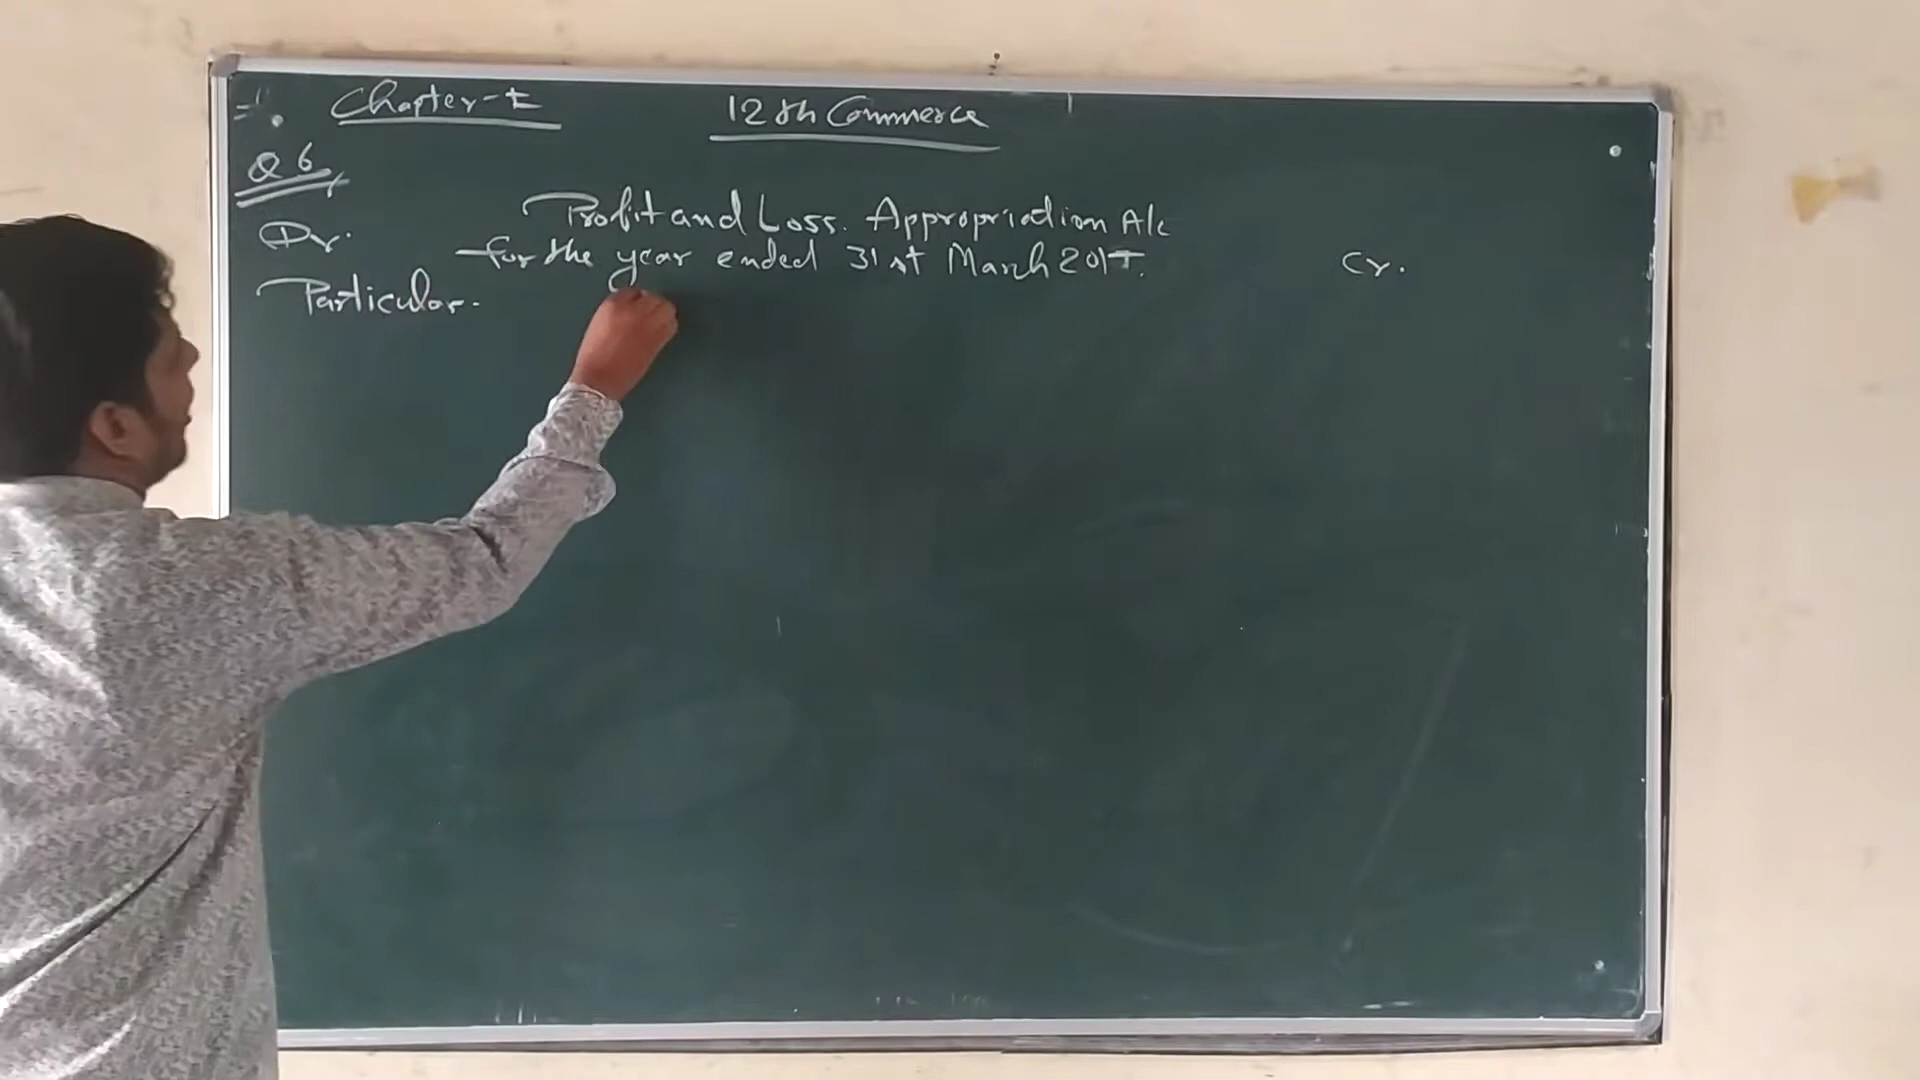 Chapter-I
12th Commerce
Q 6
Profit and Loss. Appropriation A/c
Dr.
for the year ended 31st March 2017.
Cr.
Particular.